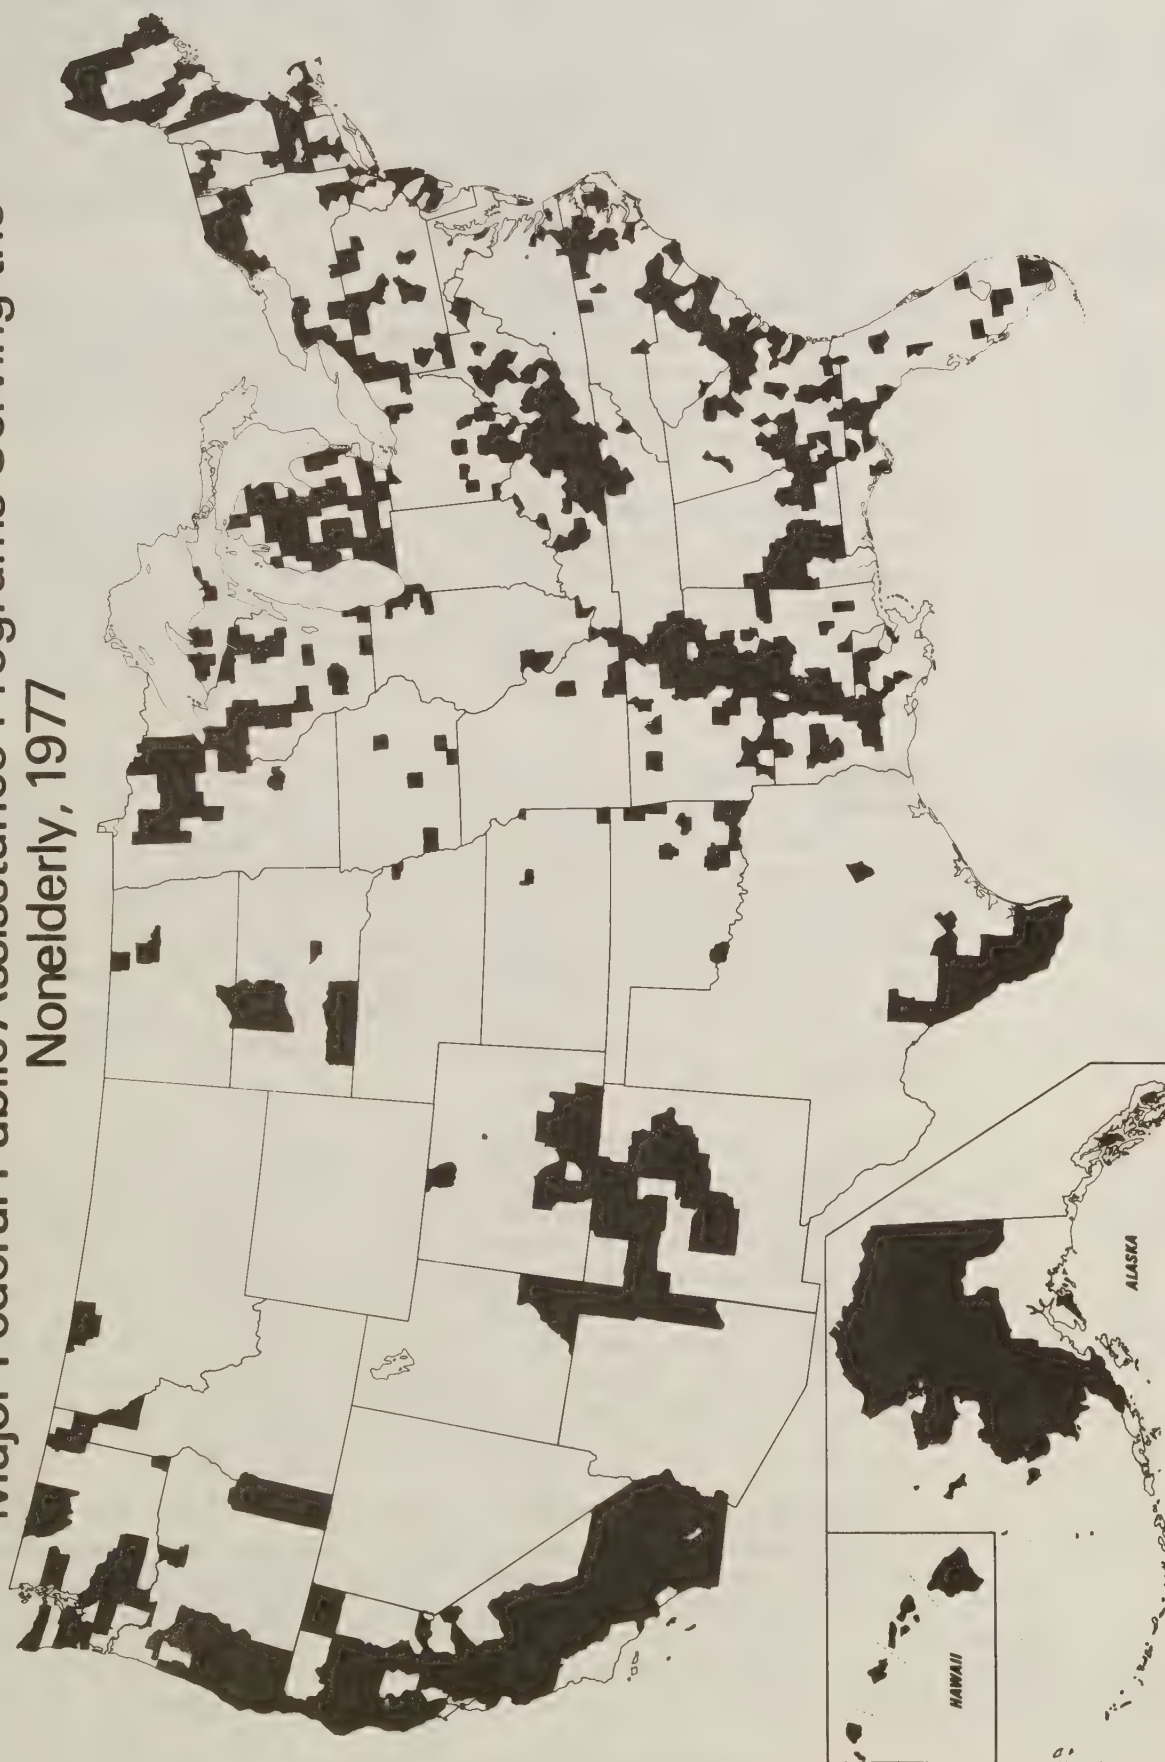 Major Federal Public Assistance Programs Serving the
Nonelderly, 1977
ALASKA
HAWAII